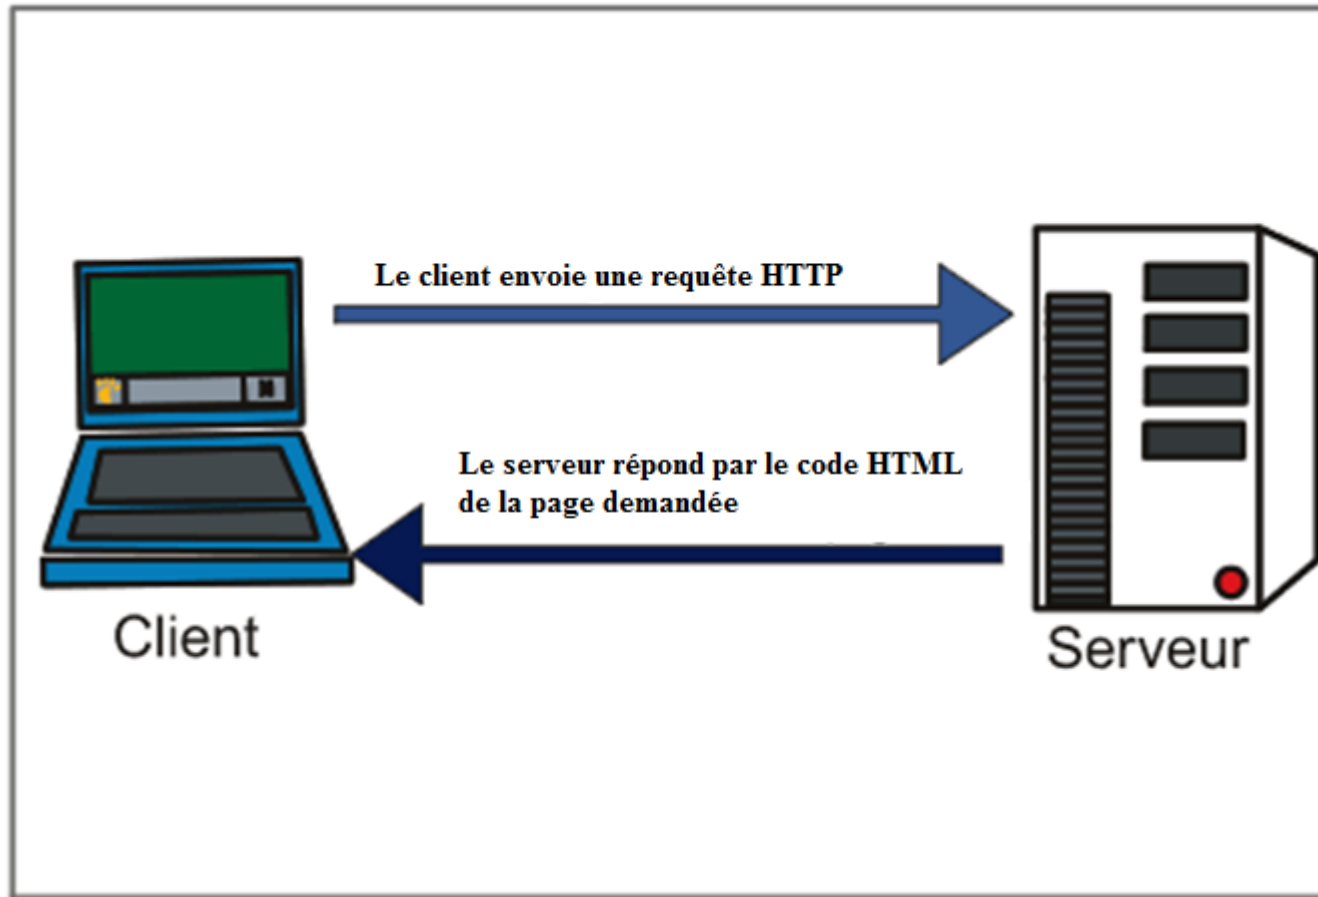 Le client envoie une requête HTTP
Le serveur répond par le code HTML
de la page demandée
Client
Serveur